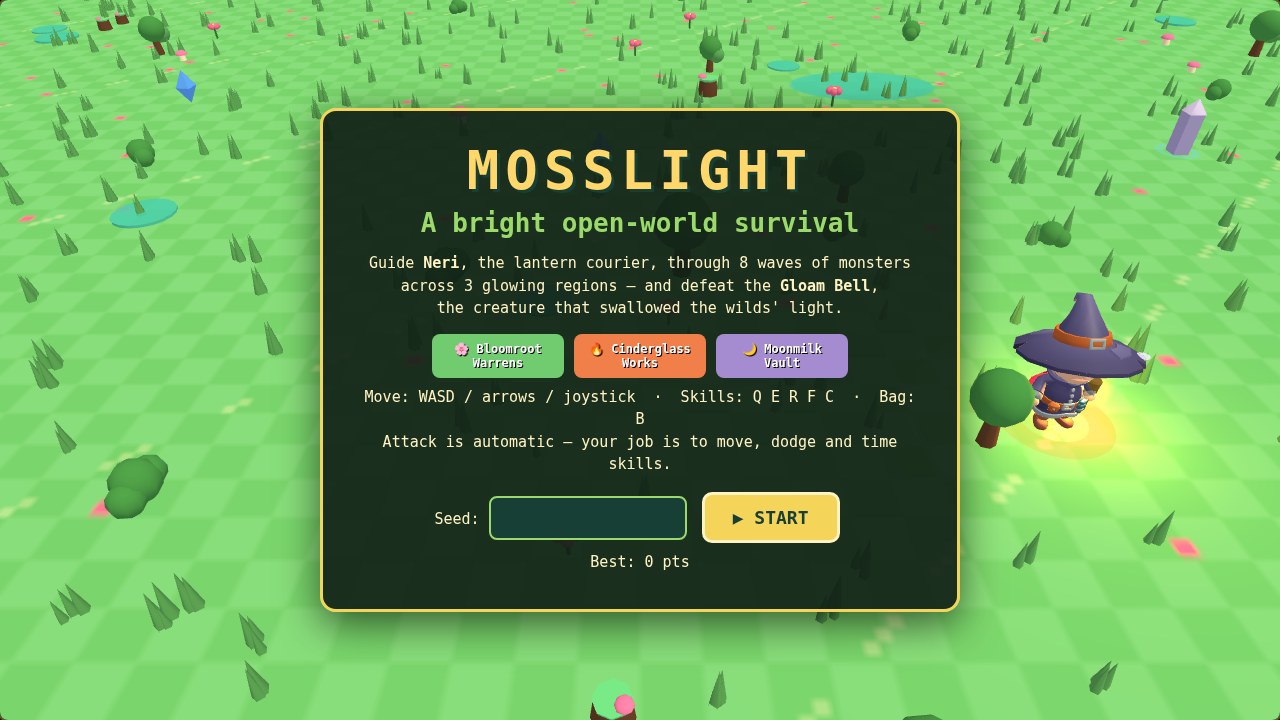 MOSSLIGHT
A bright open-world survival
Guide Neri, the lantern courier, through 8 waves of monsters
across 3 glowing regions — and defeat the Gloam Bell,
the creature that swallowed the wilds' light.
🌸 Bloomroot
Warrens
🔥 Cinderglass
Works
🌙 Moonmilk
Vault
Move: WASD / arrows / joystick · Skills: Q E R F C · Bag:
B
Attack is automatic — your job is to move, dodge and time
skills.
Seed:
▶ START
Best: 0 pts